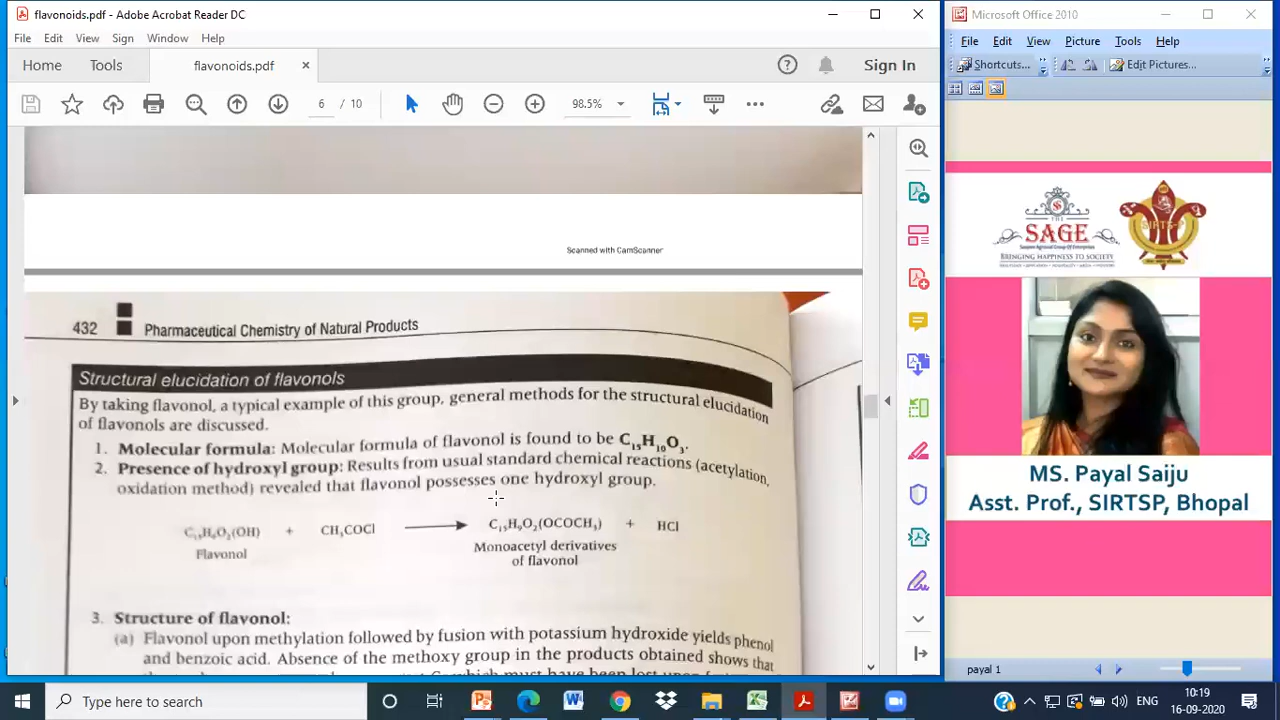 flavonoids.pdf - Adobe Acrobat Reader DC
File Edit View Sign Window Help
Home Tools flavonoids.pdf × Sign In
6 / 10 98.5%
Scanned with CamScanner
432 Pharmaceutical Chemistry of Natural Products
Structural elucidation of flavonols
By taking flavonol, a typical example of this group, general methods for the structural elucidation
of flavonols are discussed.
1. Molecular formula: Molecular formula of flavonol is found to be C₁₅H₁₀O₃.
2. Presence of hydroxyl group: Results from usual standard chemical reactions (acetylation,
oxidation method) revealed that flavonol possesses one hydroxyl group.
C₁₅H₉O₂(OH) + CH₃COCl → C₁₅H₉O₂(OCOCH₃) + HCl
Flavonol Monoacetyl derivatives
of flavonol
3. Structure of flavonol:
(a) Flavonol upon methylation followed by fusion with potassium hydroxide yields phenol
and benzoic acid. Absence of the methoxy group in the products obtained shows that
which must have been lost upon
Microsoft Office 2010
File Edit View Picture Tools Help
Shortcuts... Edit Pictures...
THE
SAGE
BRINGING HAPPINESS TO SOCIETY
SIRTS-P
MS. Payal Saiju
Asst. Prof., SIRTSP, Bhopal
payal 1
Type here to search
ENG
10:19
16-09-2020